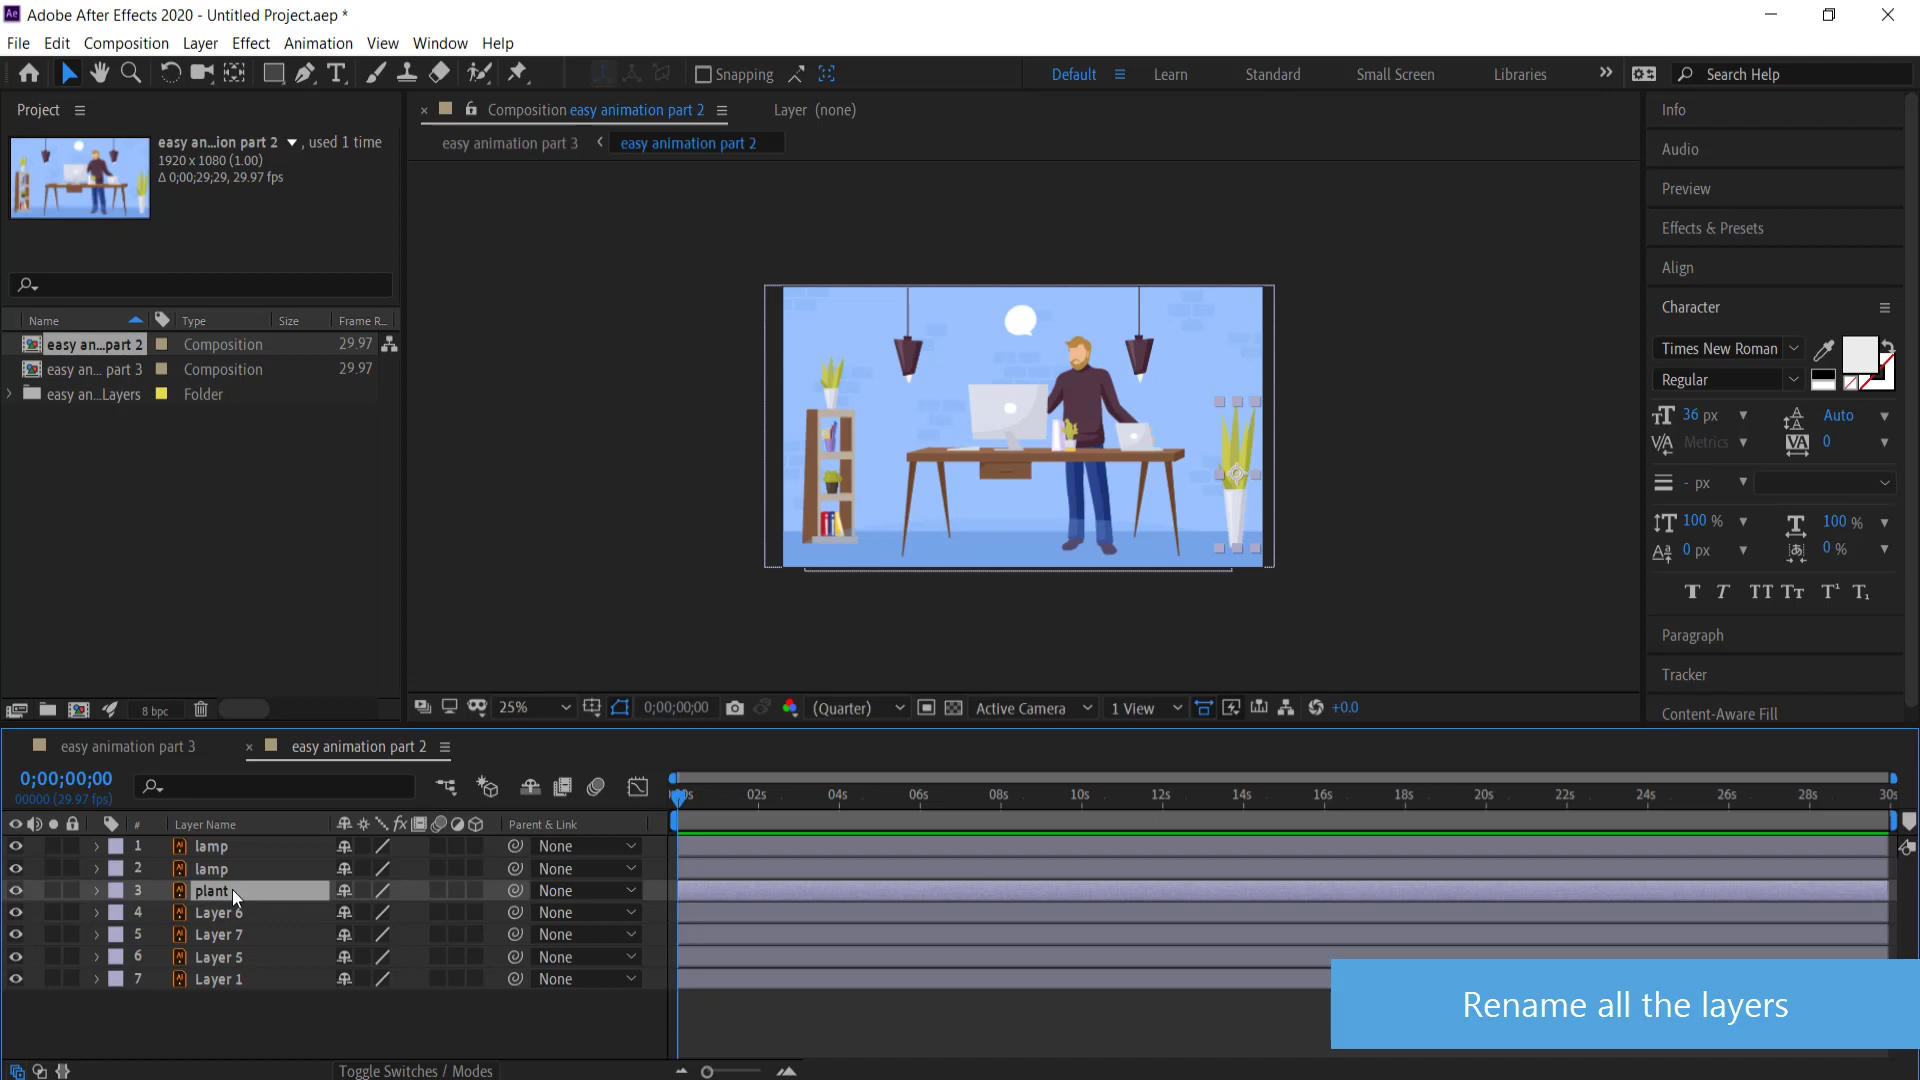 Adobe After Effects 2020 - Untitled Project.aep *
File Edit Composition Layer Effect Animation View Window Help
Snapping Default Learn Standard Small Screen Libraries Search Help
Project
easy an...ion part 2 , used 1 time
1920 x 1080 (1.00)
Δ 0;00;29;29, 29.97 fps
Name Type Size Frame R...
easy an...part 2 Composition 29.97
easy an... part 3 Composition 29.97
easy an...Layers Folder
8 bpc
Composition easy animation part 2 Layer (none)
easy animation part 3 easy animation part 2
25% 0;00;00;00 (Quarter) Active Camera 1 View +0.0
Info
Audio
Preview
Effects & Presets
Align
Character
Times New Roman
Regular
36 px Auto
Metrics 0
- px
100 % 100 %
0 px 0 %
Paragraph
Tracker
Content-Aware Fill
easy animation part 3 easy animation part 2
0;00;00;00
00000 (29.97 fps)
02s 04s 06s 08s 10s 12s 14s 16s 18s 20s 22s 24s 26s 28s 30s
# Layer Name Parent & Link
1 lamp None
2 lamp None
3 plant None
4 Layer 6 None
5 Layer 7 None
6 Layer 5 None
7 Layer 1 None
Rename all the layers
Toggle Switches / Modes